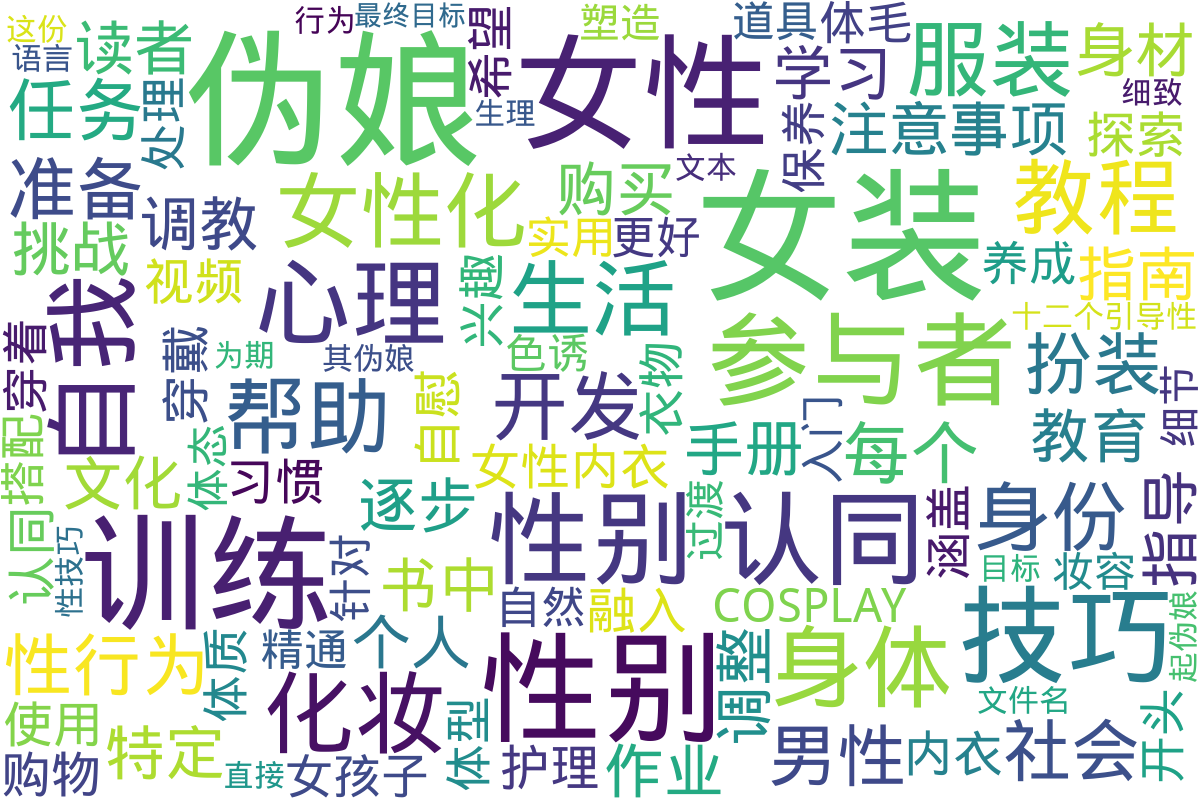 这份
行为
最终目标
希望
塑造
道具
体毛
语言
读者
伪娘
女性
学习
服装
身材
任务
处理
生理
细致
保养
注意事项
探索
准备
调教
女性化
购买
文本
女装
教程
挑战
视频
心理
实用
更好
兴趣
生活
养成
指南
十二个引导性
自我
穿着
穿戴
为期
其伪娘
色诱
衣物
参与者
扮装
细节
帮助
自慰
开发
入门
教育
搭配
文化
体态
习惯
女性内衣
手册
每个
逐步
过渡
认同
性技巧
训练
针对
性别
认同
涵盖
身份
指导
书中
自然
融入
COSPLAY
目标
妆容
技巧
起伪娘
性行为
体质
精通
个人
性别
调整
身体
文件名
开头
使用
特定
化妆
体型
护理
作业
男性
内衣
社会
购物
直接
女孩子